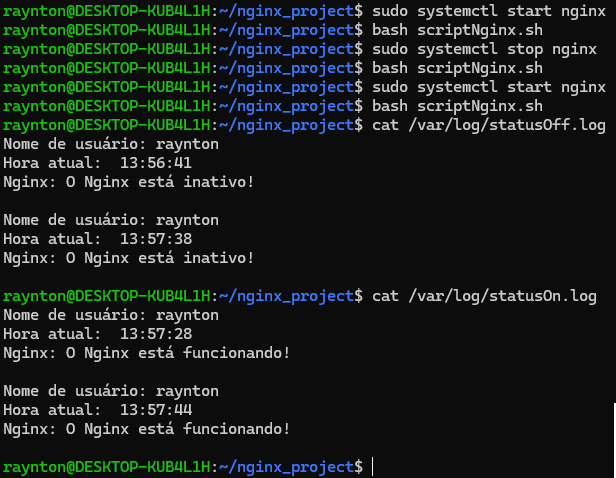 raynton@DESKTOP-KUB4L1H:~/nginx_project$ sudo systemctl start nginx
raynton@DESKTOP-KUB4L1H:~/nginx_project$ bash scriptNginx.sh
raynton@DESKTOP-KUB4L1H:~/nginx_project$ sudo systemctl stop nginx
raynton@DESKTOP-KUB4L1H:~/nginx_project$ bash scriptNginx.sh
raynton@DESKTOP-KUB4L1H:~/nginx_project$ sudo systemctl start nginx
raynton@DESKTOP-KUB4L1H:~/nginx_project$ bash scriptNginx.sh
raynton@DESKTOP-KUB4L1H:~/nginx_project$ cat /var/log/statusOff.log
Nome de usuário: raynton
Hora atual:  13:56:41
Nginx: O Nginx está inativo!

Nome de usuário: raynton
Hora atual:  13:57:38
Nginx: O Nginx está inativo!

raynton@DESKTOP-KUB4L1H:~/nginx_project$ cat /var/log/statusOn.log
Nome de usuário: raynton
Hora atual:  13:57:28
Nginx: O Nginx está funcionando!

Nome de usuário: raynton
Hora atual:  13:57:44
Nginx: O Nginx está funcionando!

raynton@DESKTOP-KUB4L1H:~/nginx_project$